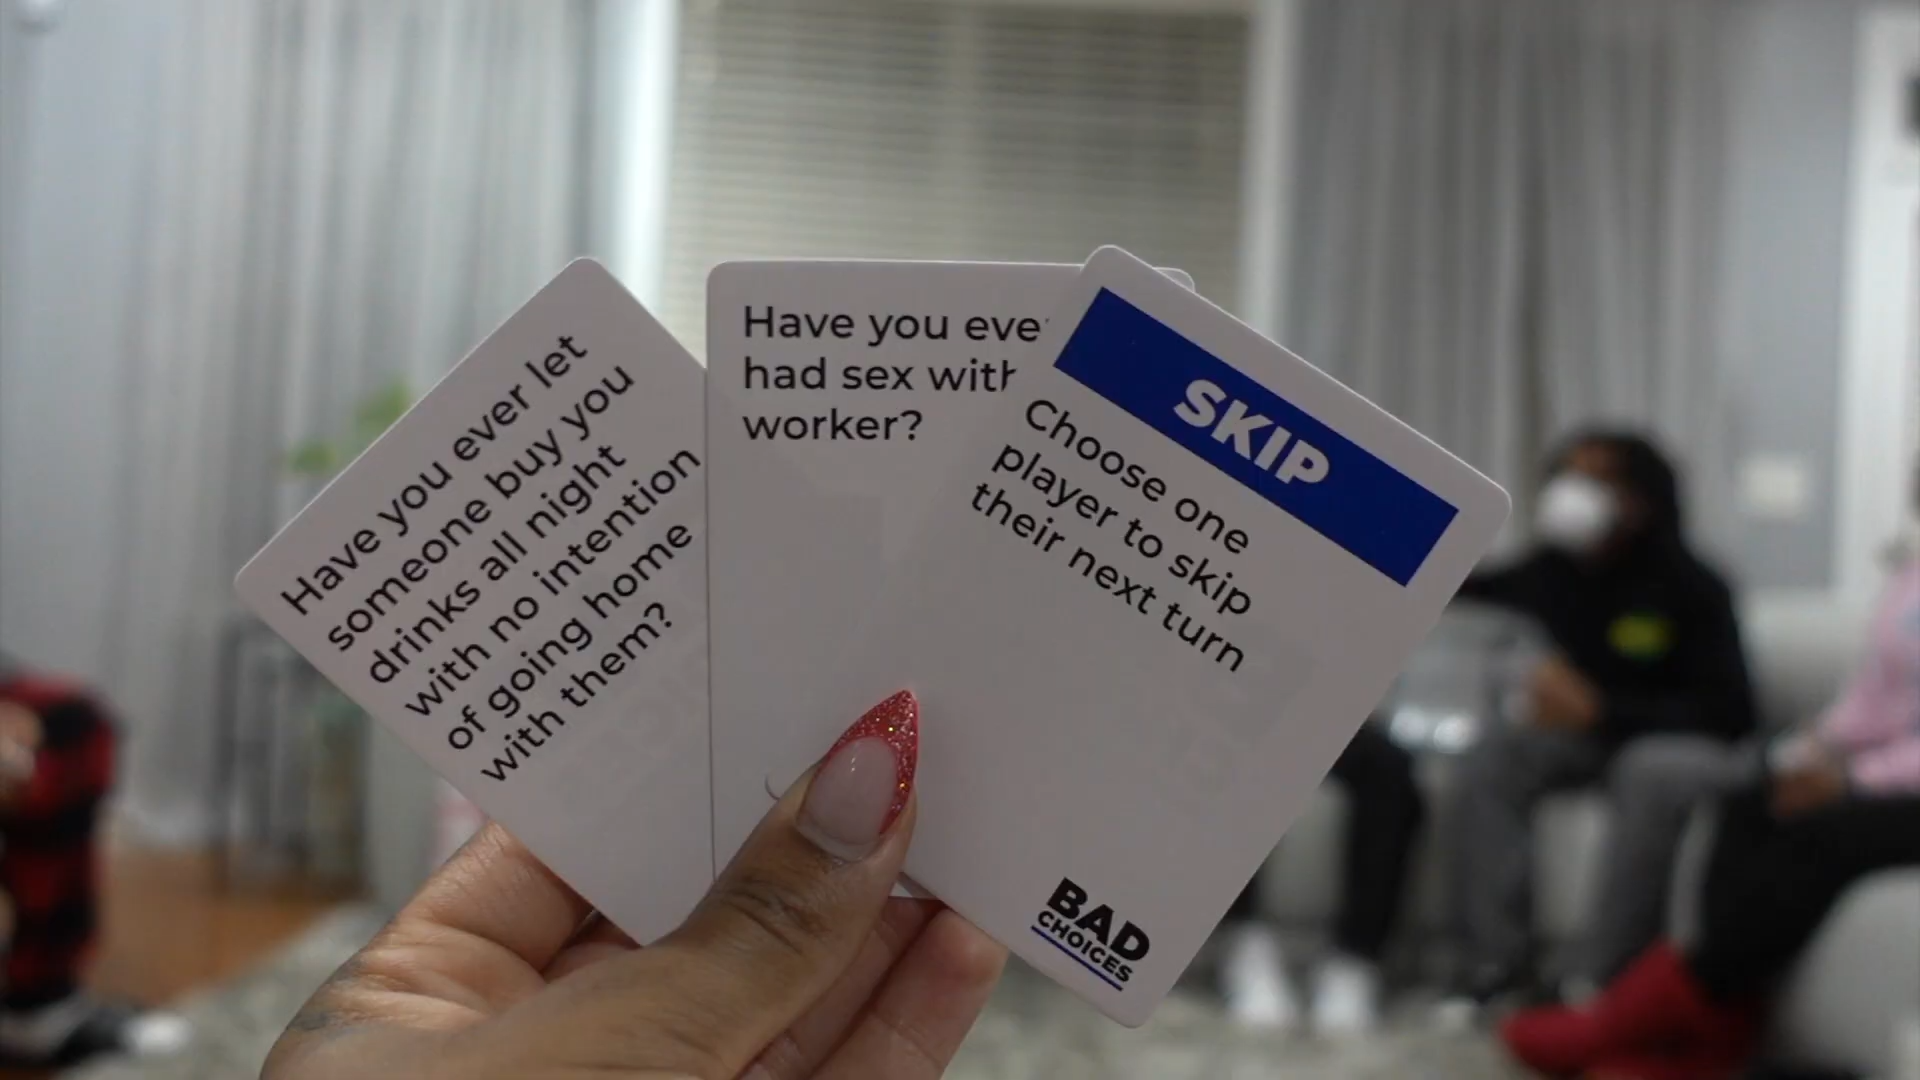 Have you ever let
someone buy you
drinks all night
with no intention
of going home
with them?
Have you eve
had sex with
worker?
SKIP
Choose one
player to skip
their next turn
BAD
CHOICES